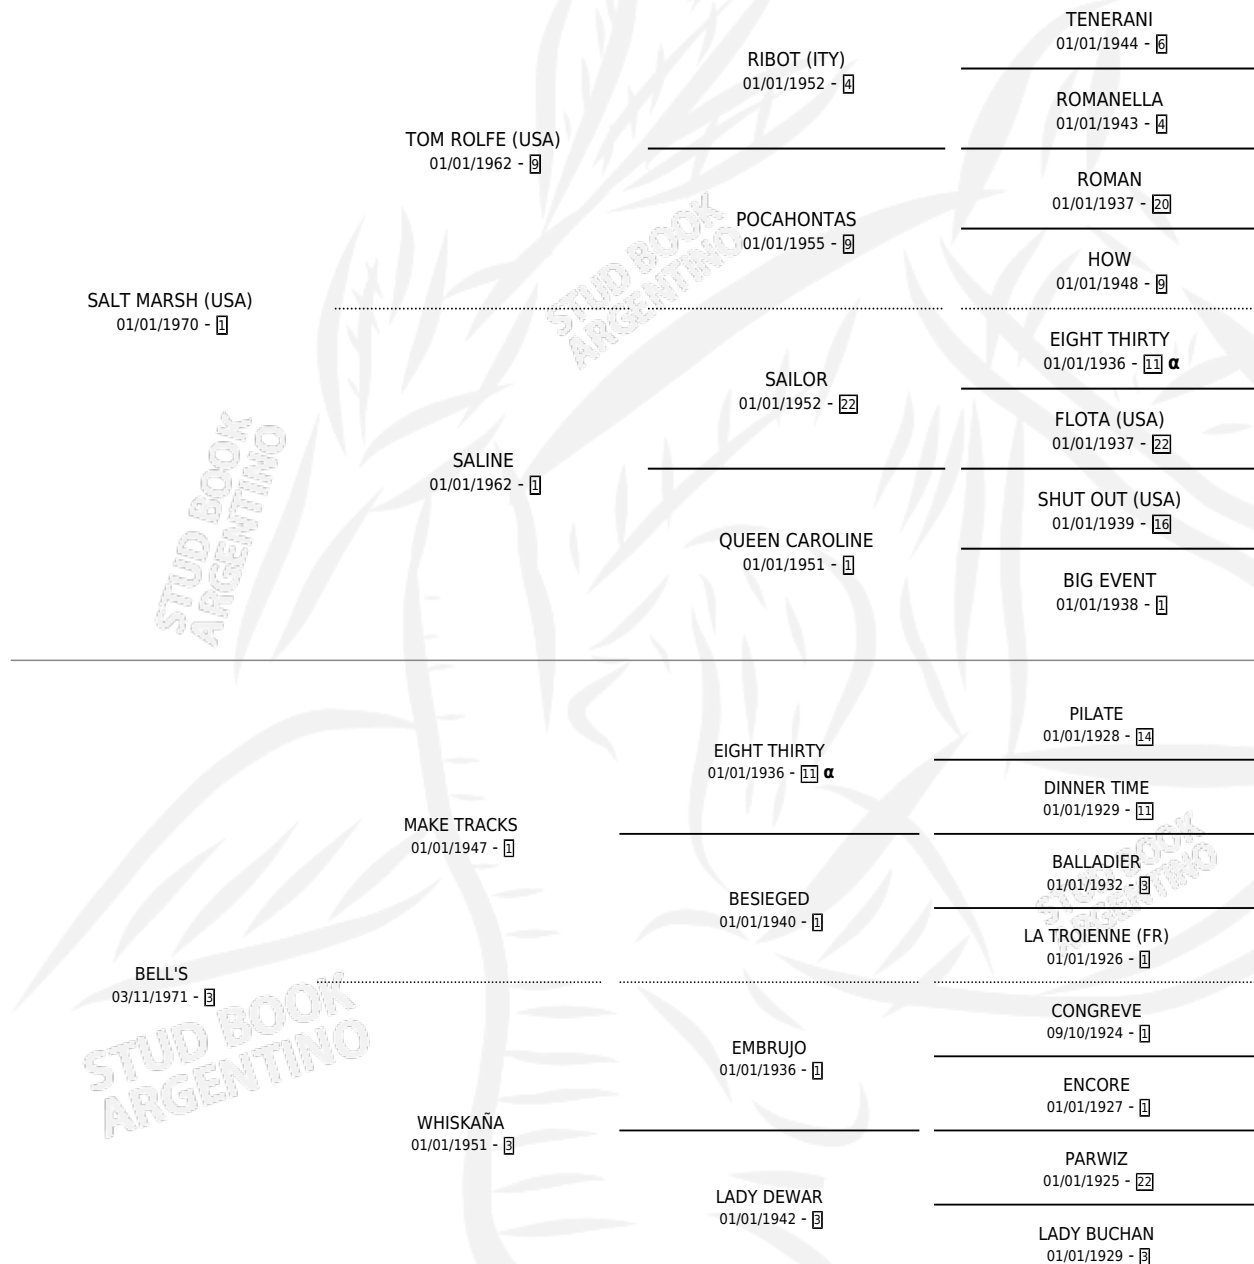 TENERANI
01/01/1944 - 6
RIBOT (ITY)
01/01/1952 - 4
ROMANELLA
01/01/1943 - 4
TOM ROLFE (USA)
01/01/1962 - 9
ROMAN
01/01/1937 - 20
POCAHONTAS
01/01/1955 - 9
HOW
01/01/1948 - 9
SALT MARSH (USA)
01/01/1970 - 1
EIGHT THIRTY
01/01/1936 - 11 α
SAILOR
01/01/1952 - 22
FLOTA (USA)
01/01/1937 - 22
SALINE
01/01/1962 - 1
SHUT OUT (USA)
01/01/1939 - 16
QUEEN CAROLINE
01/01/1951 - 1
BIG EVENT
01/01/1938 - 1
PILATE
01/01/1928 - 14
EIGHT THIRTY
01/01/1936 - 11 α
DINNER TIME
01/01/1929 - 11
MAKE TRACKS
01/01/1947 - 1
BALLADIER
01/01/1932 - 3
BESIEGED
01/01/1940 - 1
LA TROIENNE (FR)
01/01/1926 - 1
BELL'S
03/11/1971 - 3
CONGREVE
09/10/1924 - 1
EMBRUJO
01/01/1936 - 1
ENCORE
01/01/1927 - 1
WHISKAÑA
01/01/1951 - 3
PARWIZ
01/01/1925 - 22
LADY DEWAR
01/01/1942 - 3
LADY BUCHAN
01/01/1929 - 3
STUD BOOK
ARGENTINO
STUD BOOK
ARGENTINO
STUD BOOK
ARGENTINO
STUD BOOK
ARGENTINO